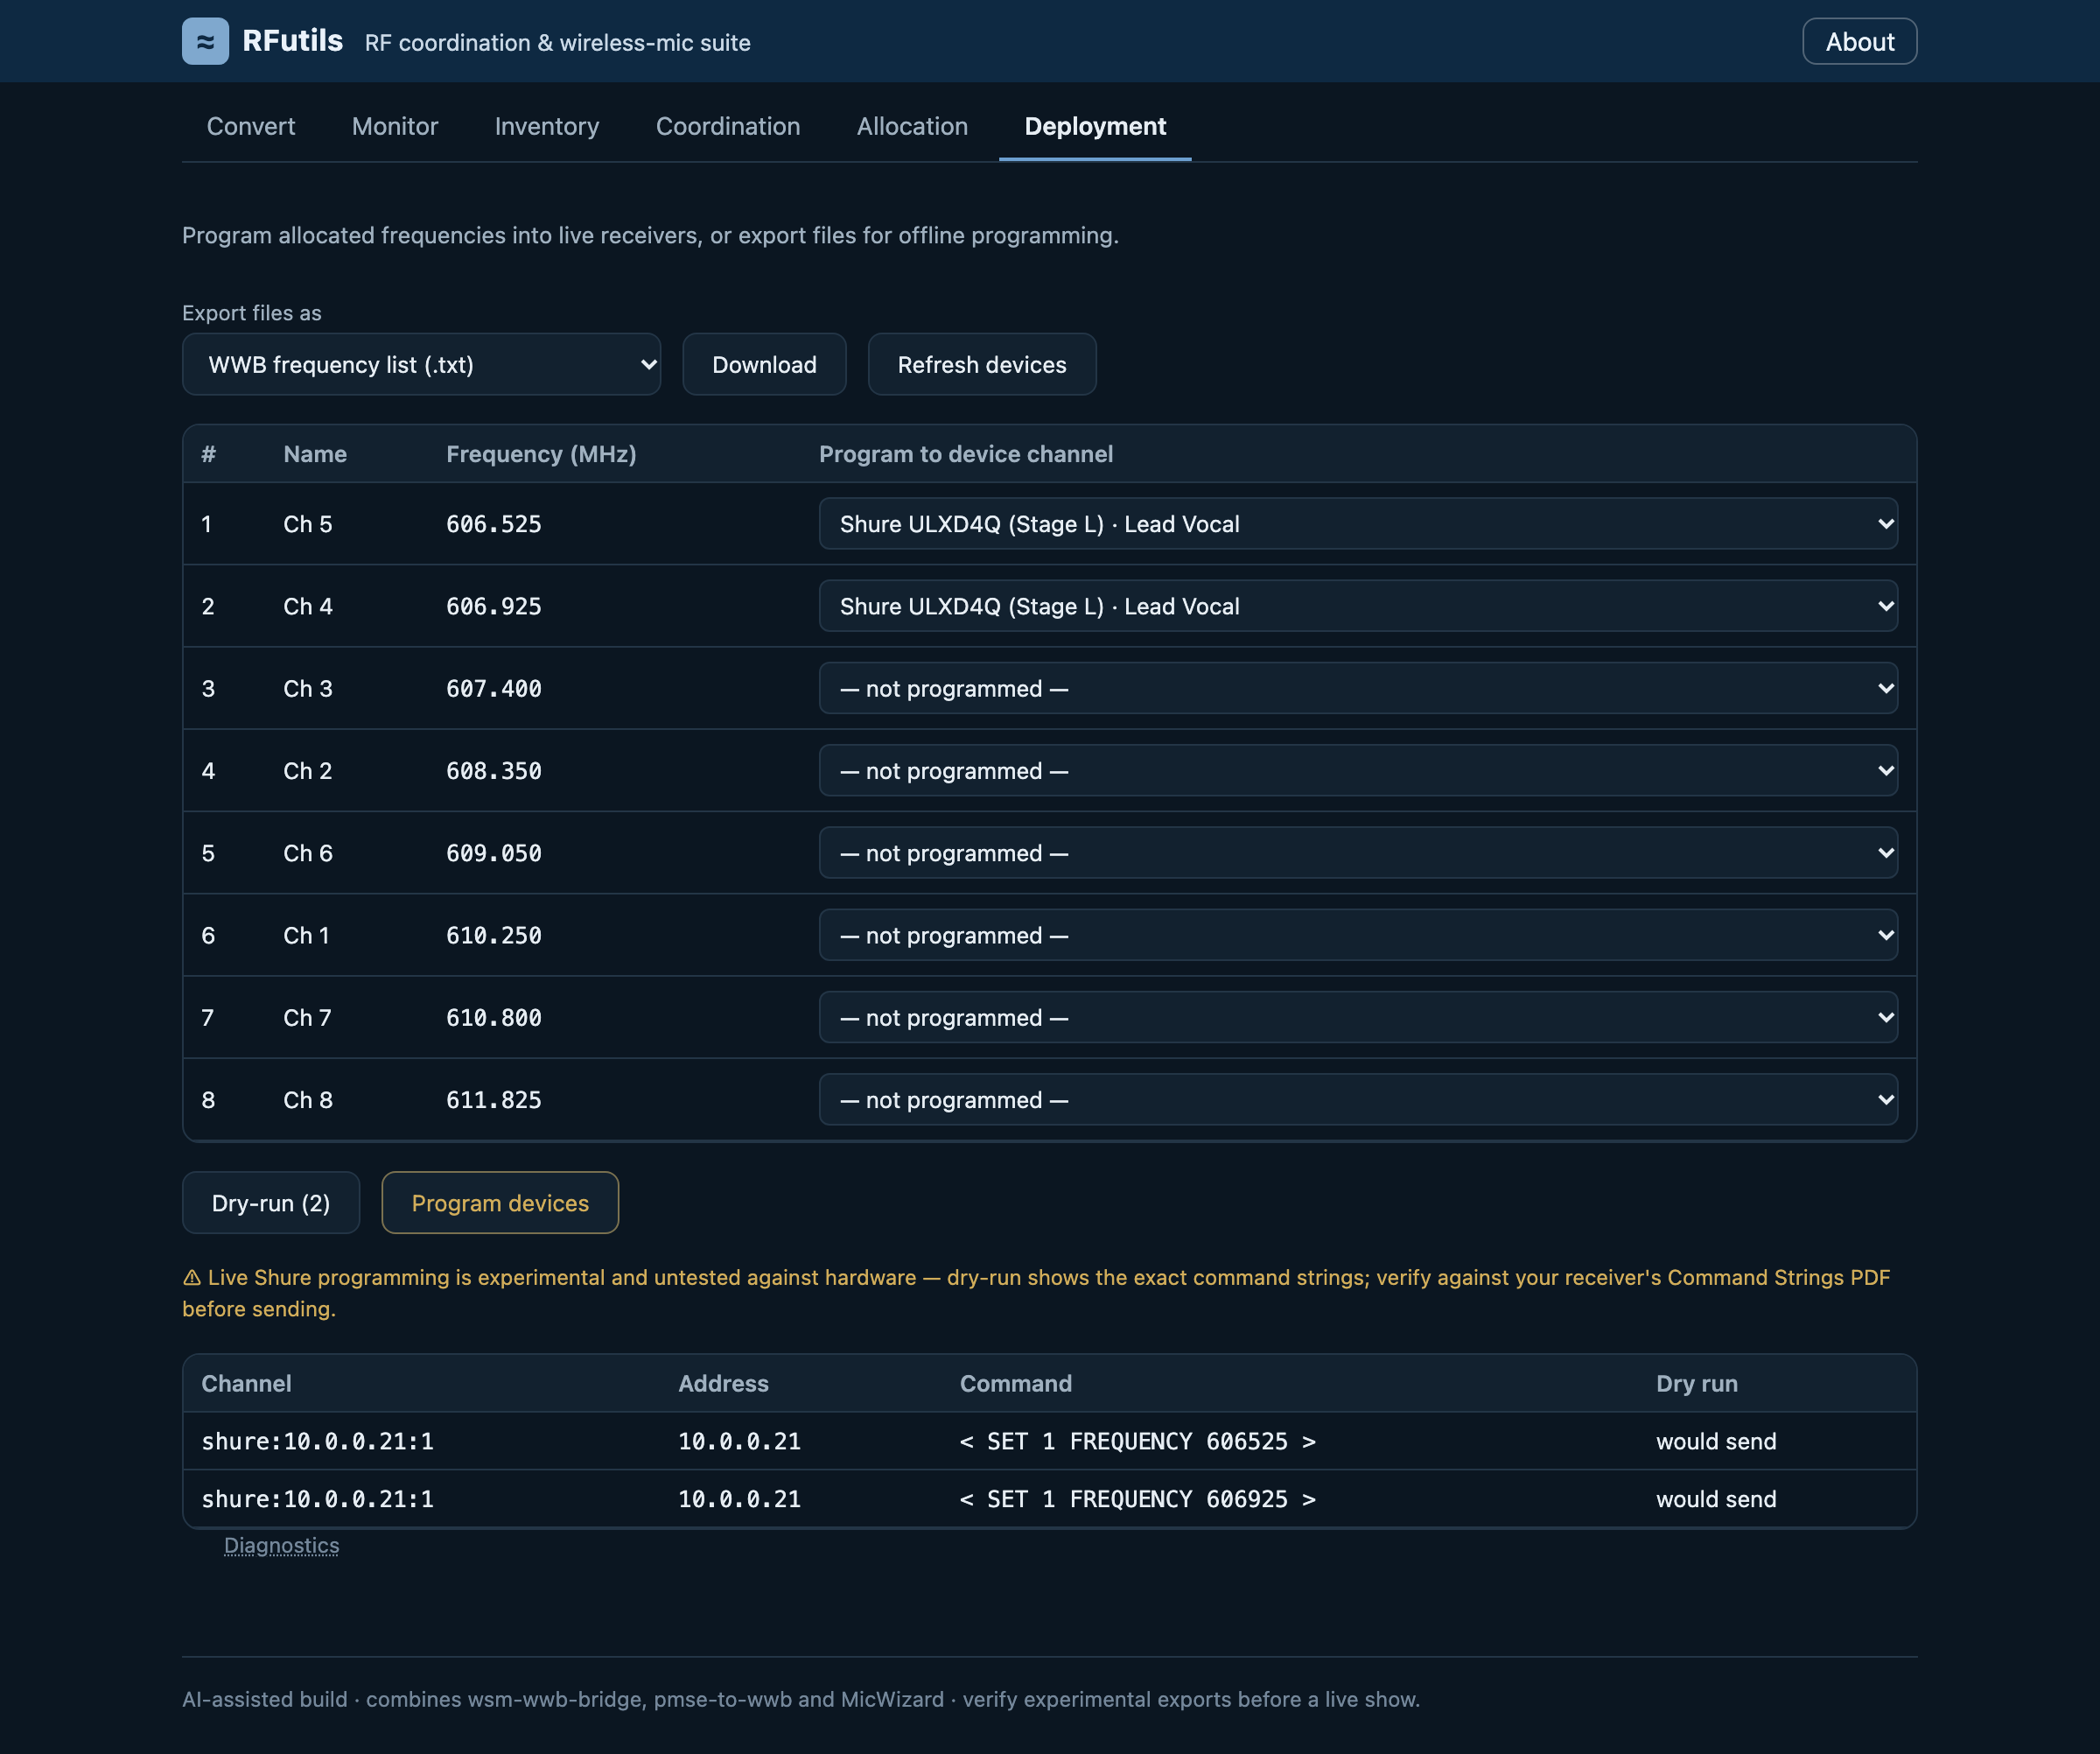 ≈ RFutils RF coordination & wireless-mic suite About
Convert Monitor Inventory Coordination Allocation Deployment
Program allocated frequencies into live receivers, or export files for offline programming.
Export files as
WWB frequency list (.txt) Download Refresh devices
# Name Frequency (MHz) Program to device channel
1 Ch 5 606.525 Shure ULXD4Q (Stage L) · Lead Vocal
2 Ch 4 606.925 Shure ULXD4Q (Stage L) · Lead Vocal
3 Ch 3 607.400 — not programmed —
4 Ch 2 608.350 — not programmed —
5 Ch 6 609.050 — not programmed —
6 Ch 1 610.250 — not programmed —
7 Ch 7 610.800 — not programmed —
8 Ch 8 611.825 — not programmed —
Dry-run (2) Program devices
⚠ Live Shure programming is experimental and untested against hardware — dry-run shows the exact command strings; verify against your receiver's Command Strings PDF
before sending.
Channel Address Command Dry run
shure:10.0.0.21:1 10.0.0.21 < SET 1 FREQUENCY 606525 > would send
shure:10.0.0.21:1 10.0.0.21 < SET 1 FREQUENCY 606925 > would send
Diagnostics
AI-assisted build · combines wsm-wwb-bridge, pmse-to-wwb and MicWizard · verify experimental exports before a live show.